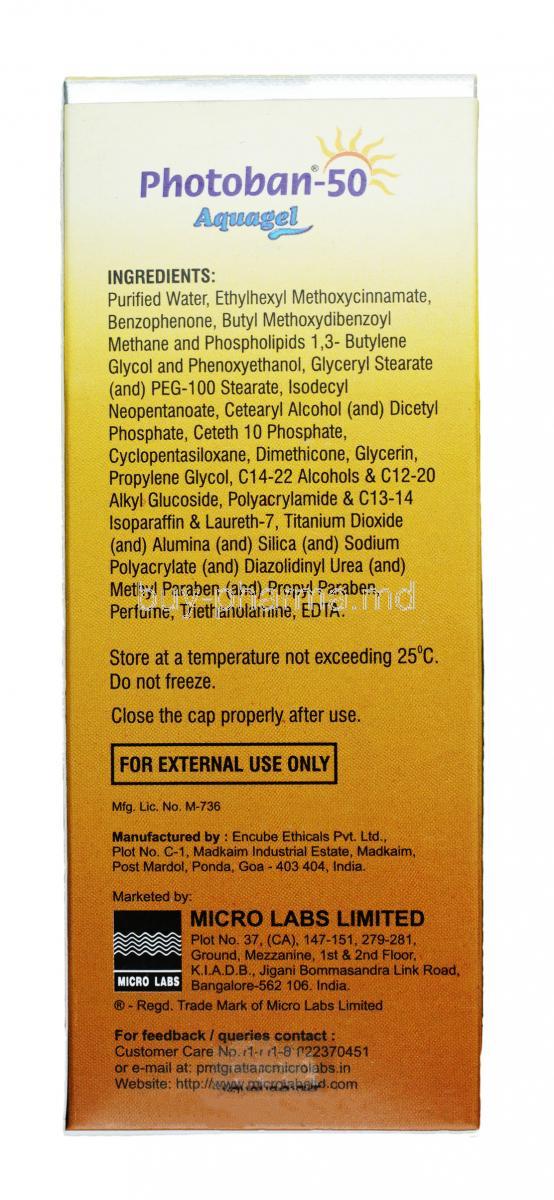 Photoban®-50
Aquagel
INGREDIENTS:
Purified Water, Ethylhexyl Methoxycinnamate,
Benzophenone, Butyl Methoxydibenzoyl
Methane and Phospholipids 1,3- Butylene
Glycol and Phenoxyethanol, Glyceryl Stearate
(and) PEG-100 Stearate, Isodecyl
Neopentanoate, Cetearyl Alcohol (and) Dicetyl
Phosphate, Ceteth 10 Phosphate,
Cyclopentasiloxane, Dimethicone, Glycerin,
Propylene Glycol, C14-22 Alcohols & C12-20
Alkyl Glucoside, Polyacrylamide & C13-14
Isoparaffin & Laureth-7, Titanium Dioxide
(and) Alumina (and) Silica (and) Sodium
Polyacrylate (and) Diazolidinyl Urea (and)
Methyl Paraben (and) Propyl Paraben,
buy-pharma.md
Perfume, Triethanolamine, EDTA.
Store at a temperature not exceeding 25⁰C.
Do not freeze.
Close the cap properly after use.
FOR EXTERNAL USE ONLY
Mfg. Lic. No. M-736
Manufactured by : Encube Ethicals Pvt. Ltd.,
Plot No. C-1, Madkaim Industrial Estate, Madkaim,
Post Mardol, Ponda, Goa - 403 404, India.
Marketed by:
MICRO LABS
MICRO LABS LIMITED
Plot No. 37, (CA), 147-151, 279-281,
Ground, Mezzanine, 1st & 2nd Floor,
K.I.A.D.B., Jigani Bommasandra Link Road,
Bangalore-562 106. India.
® - Regd. Trade Mark of Micro Labs Limited
For feedback / queries contact :
Customer Care No.
or e-mail at:
Website: